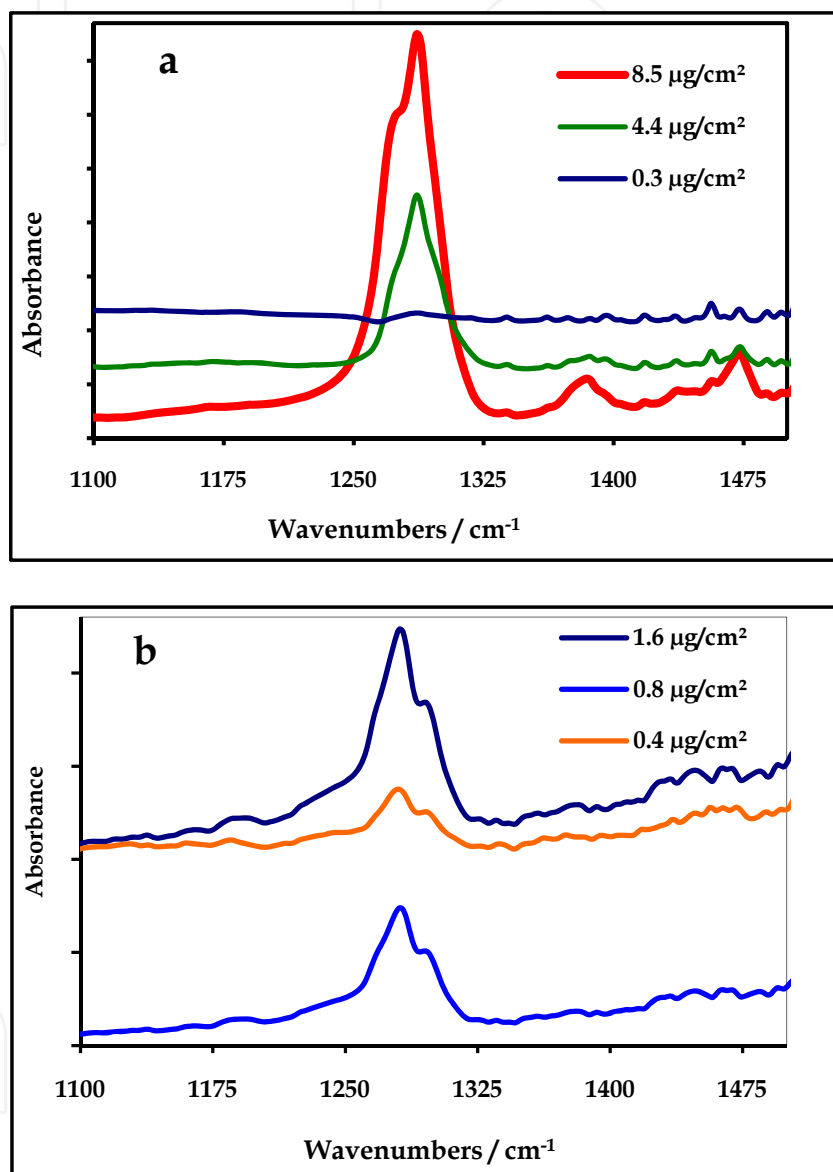 a
8.5 μg/cm²
4.4 μg/cm²
0.3 μg/cm²
Absorbance
1100 1175 1250 1325 1400 1475
Wavenumbers / cm⁻¹
b
1.6 μg/cm²
0.8 μg/cm²
0.4 μg/cm²
Absorbance
1100 1175 1250 1325 1400 1475
Wavenumbers / cm⁻¹